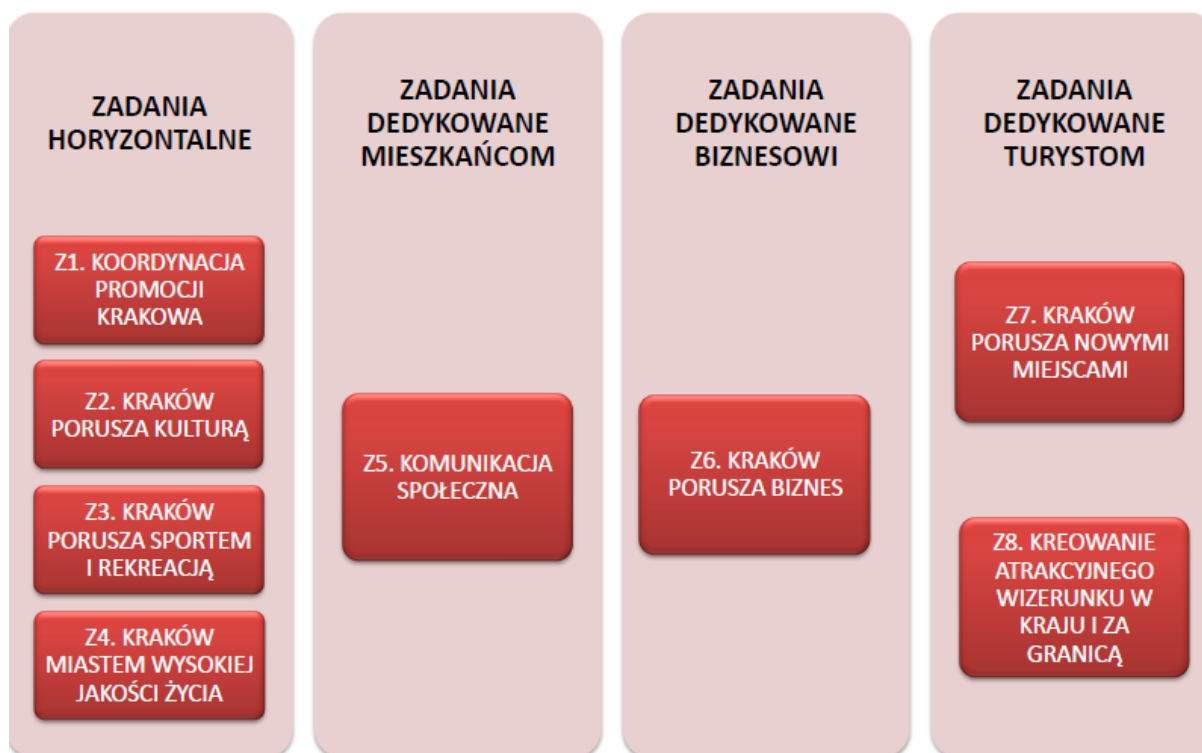 ZADANIA
HORYZONTALNE
Z1. KOORDYNACJA
PROMOCJI
KRAKOWA
Z2. KRAKÓW
PORUSZA KULTURĄ
Z3. KRAKÓW
PORUSZA SPORTEM
I REKREACJĄ
Z4. KRAKÓW
MIASTEM WYSOKIEJ
JAKOŚCI ŻYCIA
ZADANIA
DEDYKOWANE
MIESZKAŃCOM
Z5. KOMUNIKACJA
SPOŁECZNA
ZADANIA
DEDYKOWANE
BIZNESOWI
Z6. KRAKÓW
PORUSZA BIZNES
ZADANIA
DEDYKOWANE
TURYSTOM
Z7. KRAKÓW
PORUSZA NOWYMI
MIEJSCAMI
Z8. KREOWANIE
ATRAKCYJNEGO
WIZERUNKU W
KRAJU I ZA
GRANICĄ